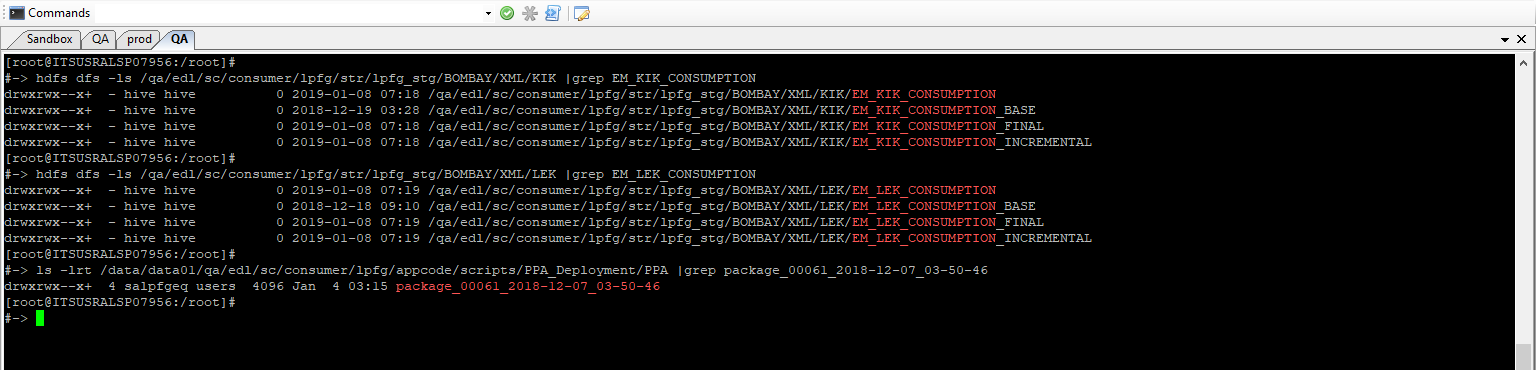 Commands
Sandbox QA prod QA
[root@ITSUSRALSP07956:/root]#
#-> hdfs dfs -ls /qa/edl/sc/consumer/lpfg/str/lpfg_stg/BOMBAY/XML/KIK |grep EM_KIK_CONSUMPTION
drwxrwx--x+  - hive hive          0 2019-01-08 07:18 /qa/edl/sc/consumer/lpfg/str/lpfg_stg/BOMBAY/XML/KIK/EM_KIK_CONSUMPTION
drwxrwx--x+  - hive hive          0 2018-12-19 03:28 /qa/edl/sc/consumer/lpfg/str/lpfg_stg/BOMBAY/XML/KIK/EM_KIK_CONSUMPTION_BASE
drwxrwx--x+  - hive hive          0 2019-01-08 07:18 /qa/edl/sc/consumer/lpfg/str/lpfg_stg/BOMBAY/XML/KIK/EM_KIK_CONSUMPTION_FINAL
drwxrwx--x+  - hive hive          0 2019-01-08 07:18 /qa/edl/sc/consumer/lpfg/str/lpfg_stg/BOMBAY/XML/KIK/EM_KIK_CONSUMPTION_INCREMENTAL
[root@ITSUSRALSP07956:/root]#
#-> hdfs dfs -ls /qa/edl/sc/consumer/lpfg/str/lpfg_stg/BOMBAY/XML/LEK |grep EM_LEK_CONSUMPTION
drwxrwx--x+  - hive hive          0 2019-01-08 07:19 /qa/edl/sc/consumer/lpfg/str/lpfg_stg/BOMBAY/XML/LEK/EM_LEK_CONSUMPTION
drwxrwx--x+  - hive hive          0 2018-12-18 09:10 /qa/edl/sc/consumer/lpfg/str/lpfg_stg/BOMBAY/XML/LEK/EM_LEK_CONSUMPTION_BASE
drwxrwx--x+  - hive hive          0 2019-01-08 07:19 /qa/edl/sc/consumer/lpfg/str/lpfg_stg/BOMBAY/XML/LEK/EM_LEK_CONSUMPTION_FINAL
drwxrwx--x+  - hive hive          0 2019-01-08 07:19 /qa/edl/sc/consumer/lpfg/str/lpfg_stg/BOMBAY/XML/LEK/EM_LEK_CONSUMPTION_INCREMENTAL
[root@ITSUSRALSP07956:/root]#
#-> ls -lrt /data/data01/qa/edl/sc/consumer/lpfg/appcode/scripts/PPA_Deployment/PPA |grep package_00061_2018-12-07_03-50-46
drwxrwx--x+  4 salpfgeq users  4096 Jan  4 03:15 package_00061_2018-12-07_03-50-46
[root@ITSUSRALSP07956:/root]#
#->